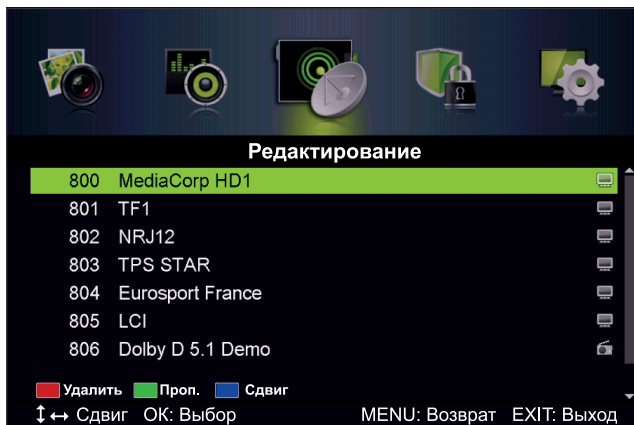 Редактирование
800 MediaCorp HD1
801 TF1
802 NRJ12
803 TPS STAR
804 Eurosport France
805 LCI
806 Dolby D 5.1 Demo
Удалить Проп. Сдвиг
Сдвиг OK: Выбор MENU: Возврат EXIT: Выход